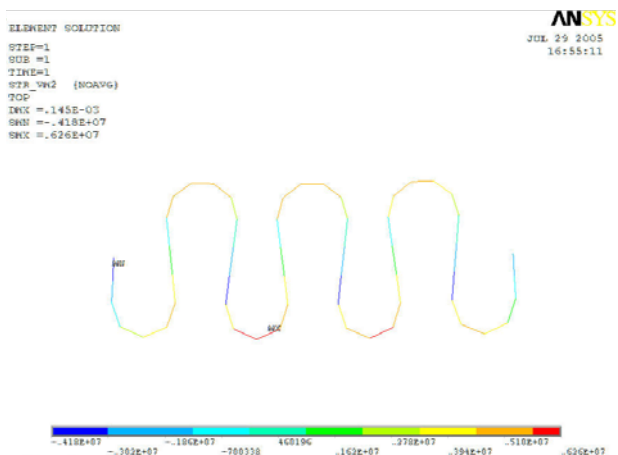 ANSYS
JUL 29 2005
16:55:11
ELEMENT SOLUTION
STEP=1
SUB =1
TIME=1
STR_VM2 (NOAVG)
TOP
DMX =.145E-03
SMN =-.418E+07
SMX =.626E+07
MN
MX
-.418E+07 -.186E+07 460196 .278E+07 .510E+07
-.302E+07 -700338 .162E+07 .394E+07 .626E+07